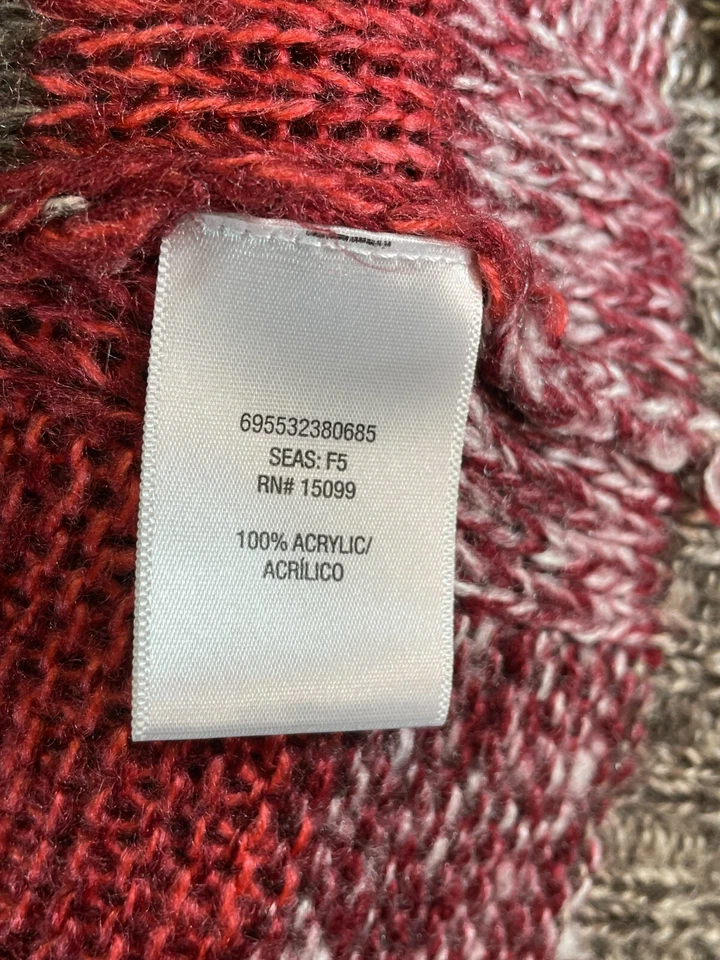 695532380685
SEAS: F5
RN# 15099
100% ACRYLIC/
ACRÍLICO